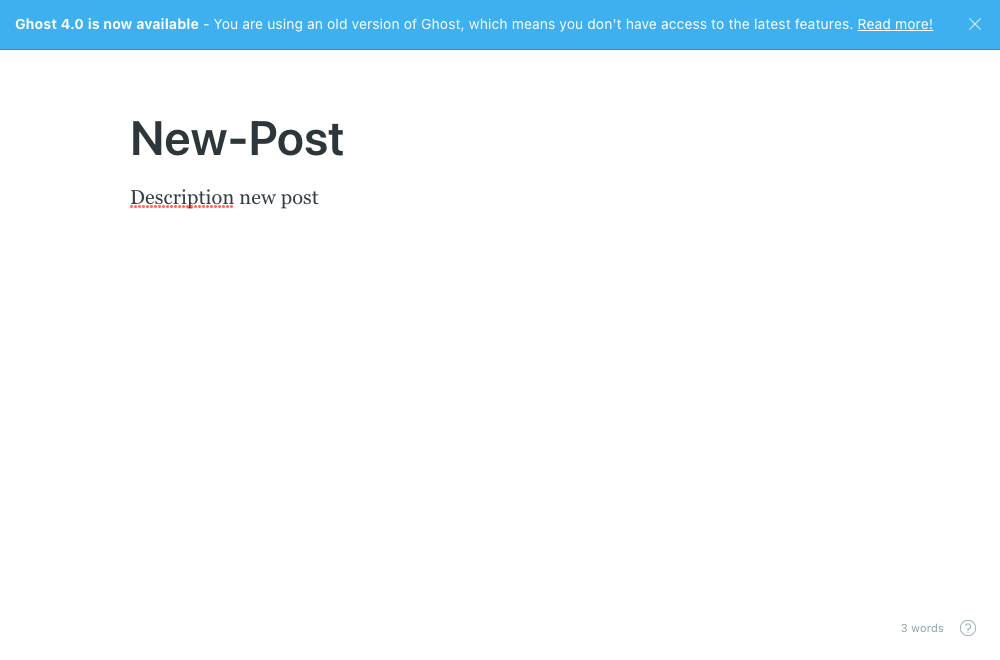 Ghost 4.0 is now available - You are using an old version of Ghost, which means you don't have access to the latest features. Read more!
New-Post
Description new post
3 words
?